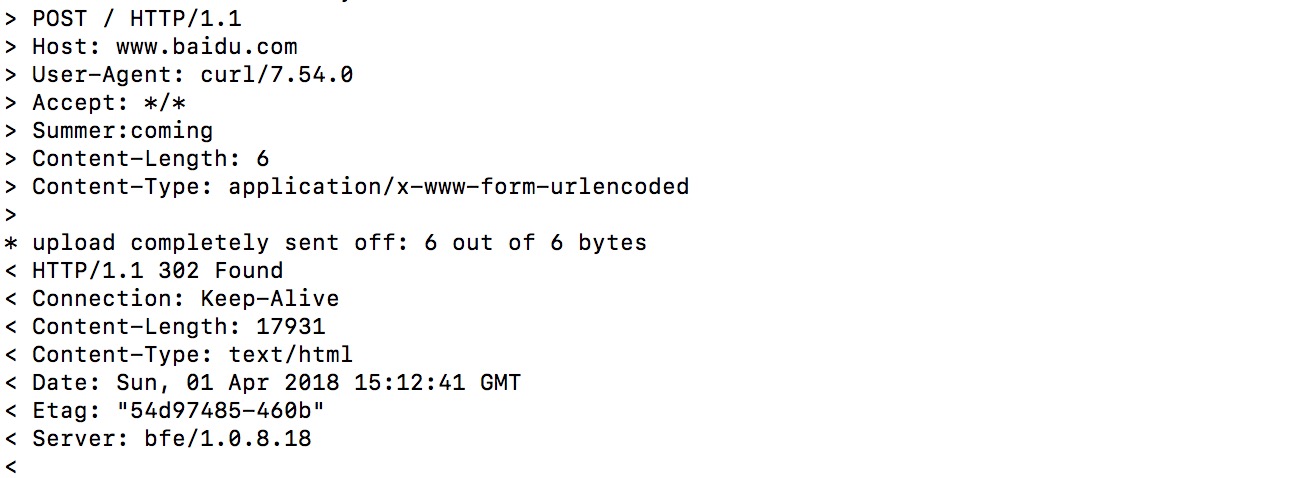 > POST / HTTP/1.1
> Host: www.baidu.com
> User-Agent: curl/7.54.0
> Accept: */*
> Summer:coming
> Content-Length: 6
> Content-Type: application/x-www-form-urlencoded
>
* upload completely sent off: 6 out of 6 bytes
< HTTP/1.1 302 Found
< Connection: Keep-Alive
< Content-Length: 17931
< Content-Type: text/html
< Date: Sun, 01 Apr 2018 15:12:41 GMT
< Etag: "54d97485-460b"
< Server: bfe/1.0.8.18
<